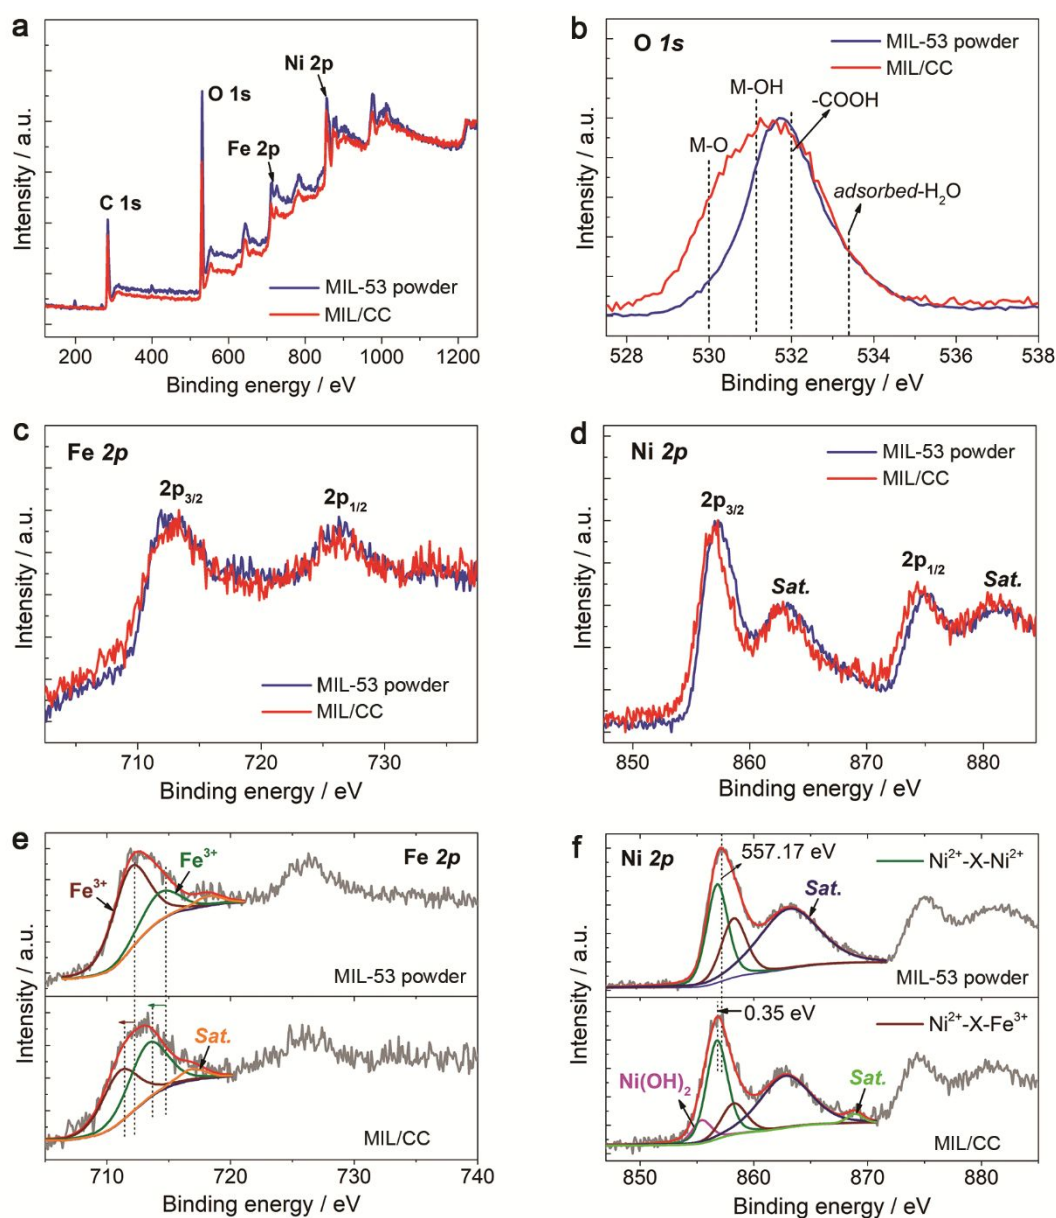 a
Intensity / a.u.
C 1s
O 1s
Fe 2p
Ni 2p
MIL-53 powder
MIL/CC
200 400 600 800 1000 1200
Binding energy / eV
b
Intensity / a.u.
O 1s
MIL-53 powder
MIL/CC
M-O
M-OH
-COOH
adsorbed-H₂O
528 530 532 534 536 538
Binding energy / eV
c
Intensity / a.u.
Fe 2p
2p₃/₂
2p₁/₂
MIL-53 powder
MIL/CC
710 720 730
Binding energy / eV
d
Intensity / a.u.
Ni 2p
MIL-53 powder
MIL/CC
2p₃/₂
Sat.
2p₁/₂
Sat.
850 860 870 880
Binding energy / eV
e
Intensity / a.u.
Fe 2p
Fe³⁺
Fe³⁺
MIL-53 powder
Sat.
MIL/CC
710 715 720 725 730 735 740
Binding energy / eV
f
Intensity / a.u.
Ni 2p
557.17 eV
Ni²⁺-X-Ni²⁺
Sat.
MIL-53 powder
0.35 eV
Ni²⁺-X-Fe³⁺
Ni(OH)₂
Sat.
MIL/CC
850 860 870 880
Binding energy / eV